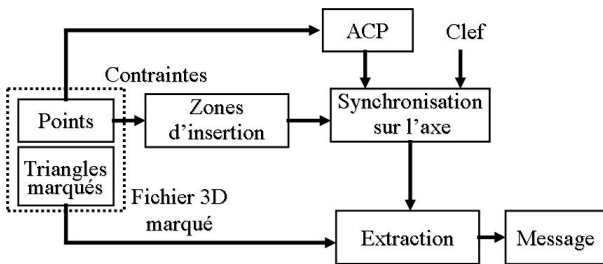 ACP
Clef
Contraintes
Points
Zones
d'insertion
Synchronisation
sur l'axe
Triangles
marqués
Fichier 3D
marqué
Extraction
Message